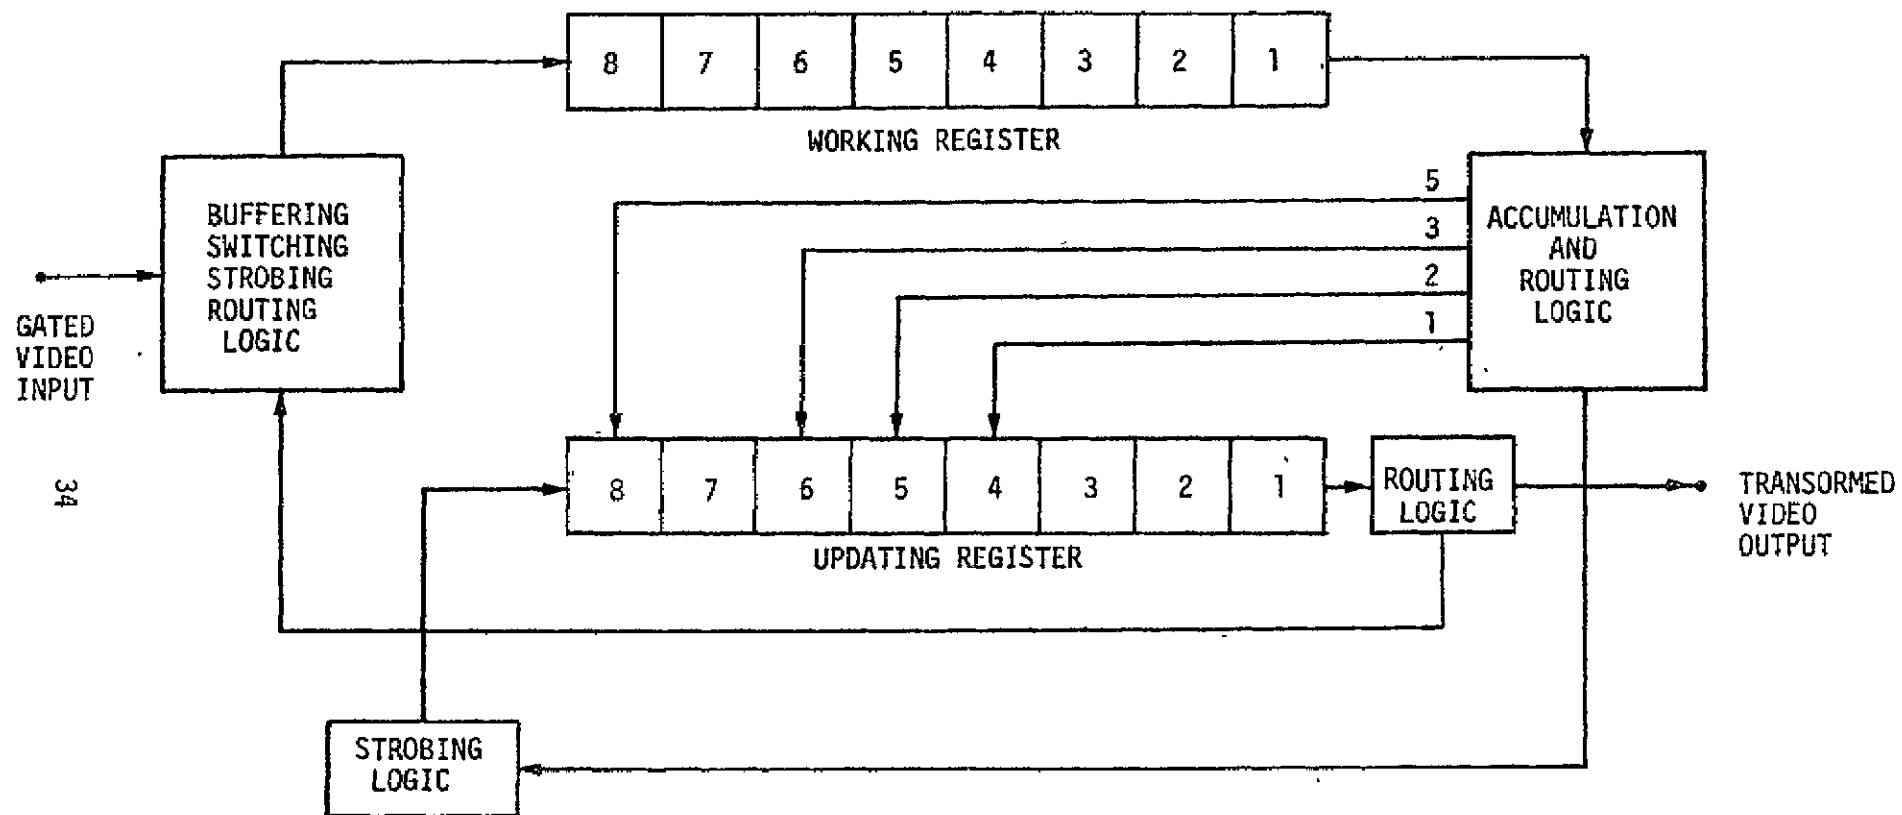 8 7 6 5 4 3 2 1
WORKING REGISTER
BUFFERING
SWITCHING
STROBING
ROUTING
LOGIC
GATED
VIDEO
INPUT
5
3
2
1
ACCUMULATION
AND
ROUTING
LOGIC
8 7 6 5 4 3 2 1
UPDATING REGISTER
ROUTING
LOGIC
TRANSORMED
VIDEO
OUTPUT
STROBING
LOGIC
34